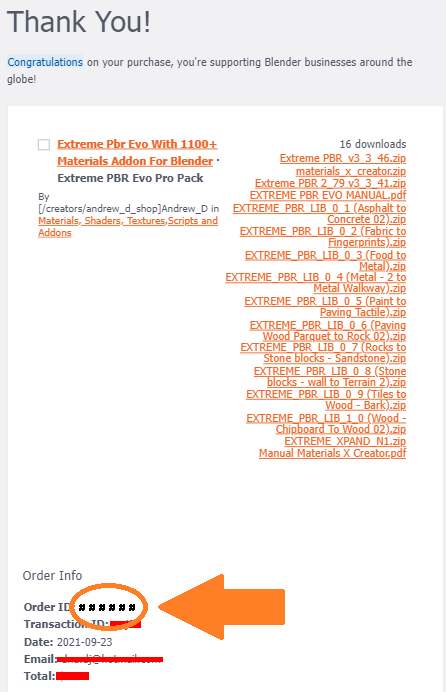 Thank You!
Congratulations on your purchase, you're supporting Blender businesses around the
globe!
Extreme Pbr Evo With 1100+
Materials Addon For Blender ·
Extreme PBR Evo Pro Pack
By
[/creators/andrew_d_shop]Andrew_D in
Materials, Shaders, Textures,Scripts and
Addons
16 downloads
Extreme PBR_v3_3_46.zip
materials_x_creator.zip
Extreme PBR 2_79 v3_3_41.zip
EXTREME PBR EVO MANUAL.pdf
EXTREME_PBR_LIB_0_1 (Asphalt to
Concrete 02).zip
EXTREME_PBR_LIB_0_2 (Fabric to
Fingerprints).zip
EXTREME_PBR_LIB_0_3 (Food to
Metal).zip
EXTREME_PBR_LIB_0_4 (Metal - 2 to
Metal Walkway).zip
EXTREME_PBR_LIB_0_5 (Paint to
Paving Tactile).zip
EXTREME_PBR_LIB_0_6 (Paving
Wood Parquet to Rock 02).zip
EXTREME_PBR_LIB_0_7 (Rocks to
Stone blocks - Sandstone).zip
EXTREME_PBR_LIB_0_8 (Stone
blocks - wall to Terrain 2).zip
EXTREME_PBR_LIB_0_9 (Tiles to
Wood - Bark).zip
EXTREME_PBR_LIB_1_0 (Wood -
Chipboard To Wood 02).zip
EXTREME_XPAND_N1.zip
Manual Materials X Creator.pdf
Order Info
Order ID: ######
Transaction ID:
Date: 2021-09-23
Email:
Total: